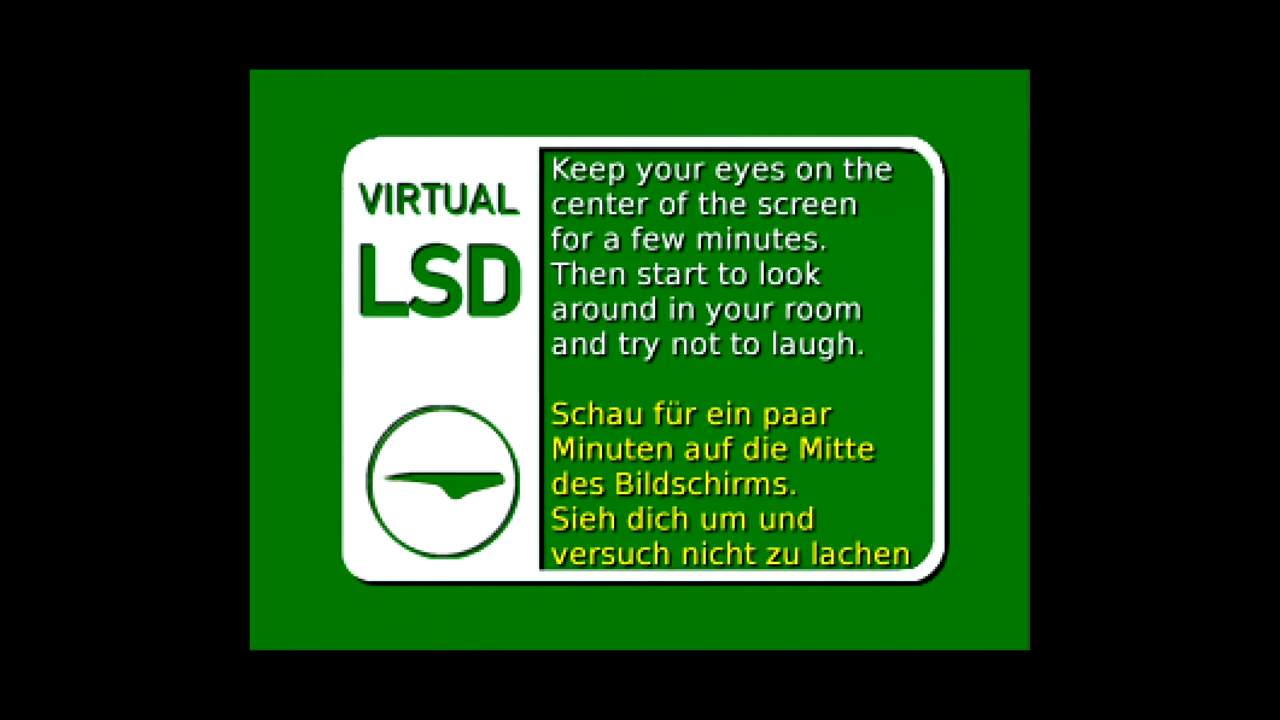 VIRTUAL
LSD
Keep your eyes on the
center of the screen
for a few minutes.
Then start to look
around in your room
and try not to laugh.
Schau für ein paar
Minuten auf die Mitte
des Bildschirms.
Sieh dich um und
versuch nicht zu lachen